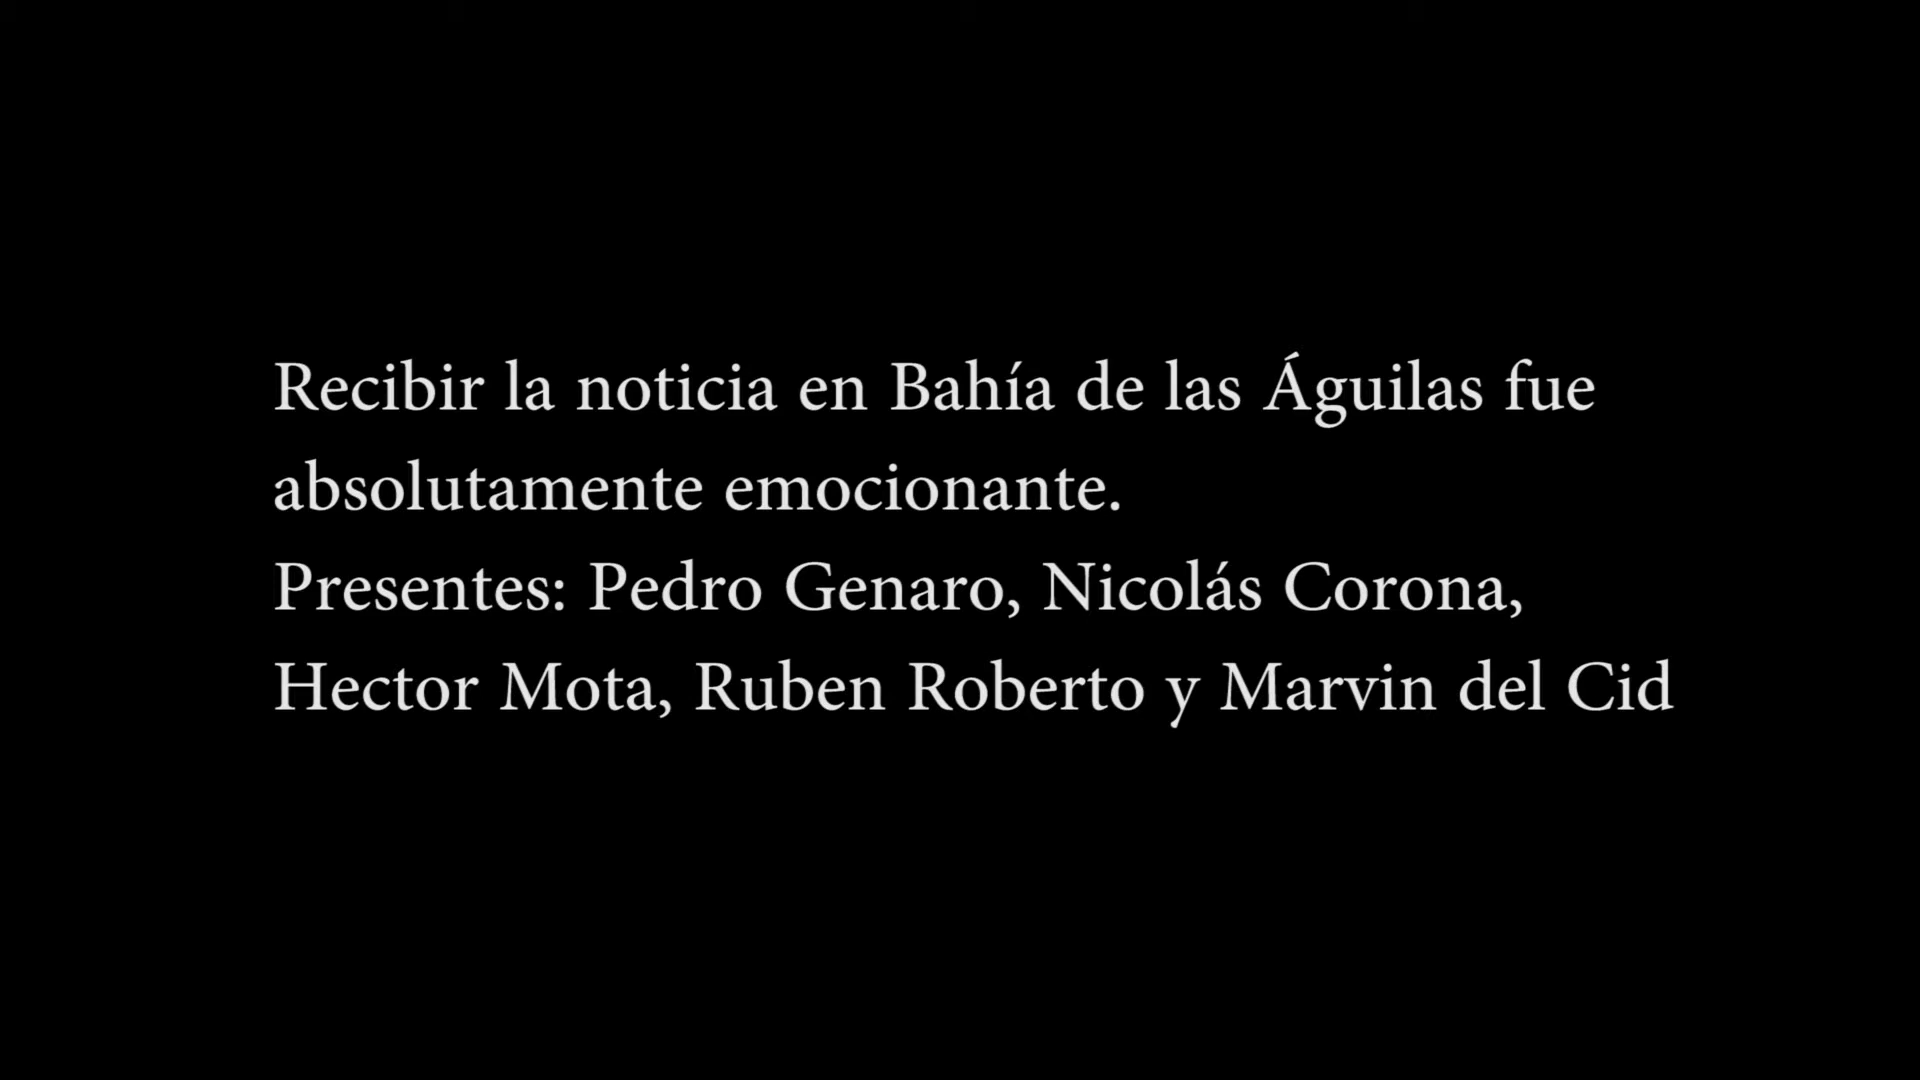 Recibir la noticia en Bahía de las Águilas fue
absolutamente emocionante.
Presentes: Pedro Genaro, Nicolás Corona,
Hector Mota, Ruben Roberto y Marvin del Cid